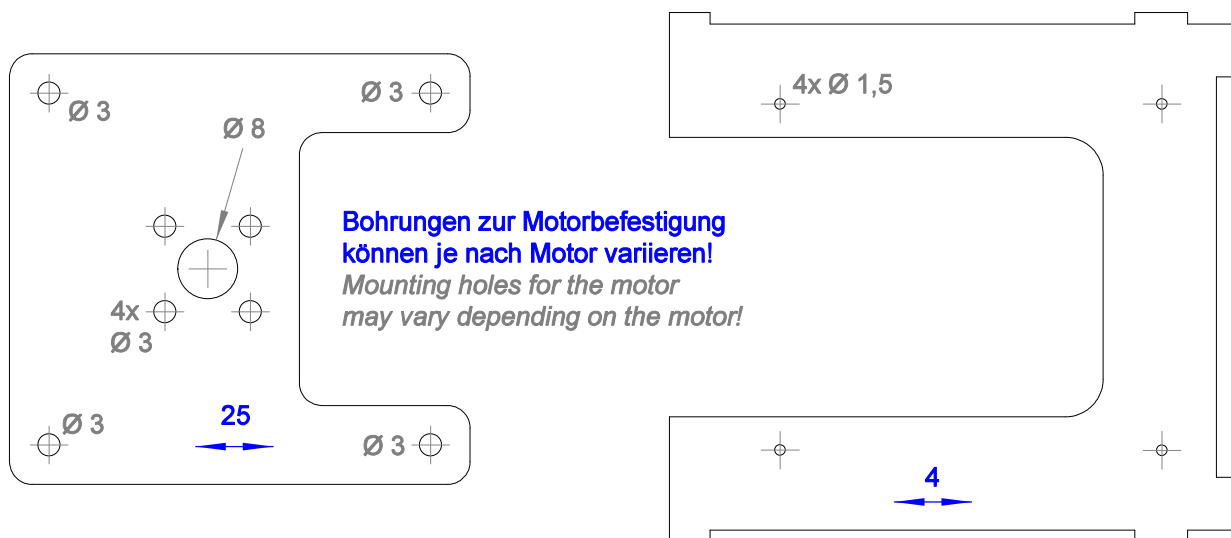 Ø 3
Ø 3
Ø 8
4x
Ø 3
Ø 3
25
Ø 3
Bohrungen zur Motorbefestigung
können je nach Motor variieren!
Mounting holes for the motor
may vary depending on the motor!
4x Ø 1,5
4